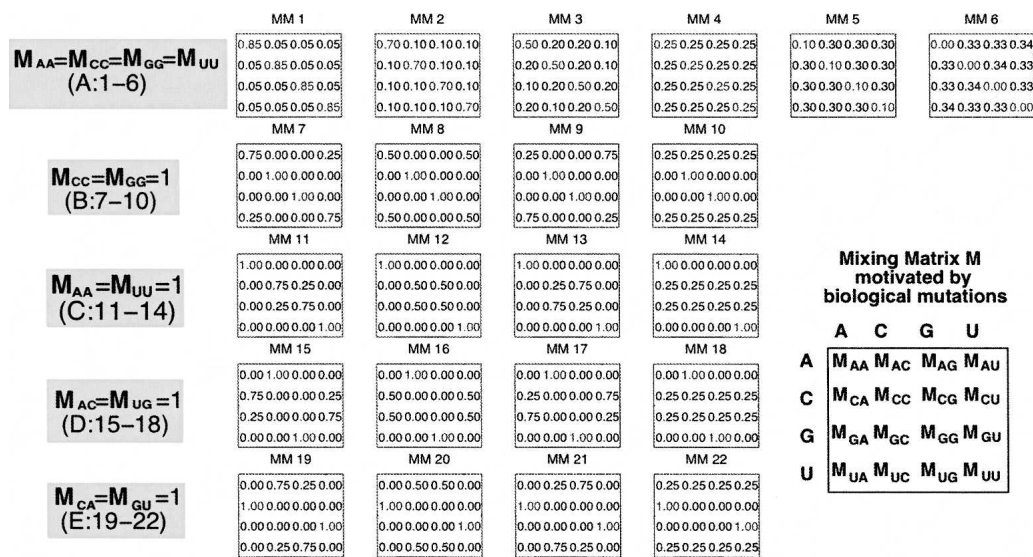 MM 1 MM 2 MM 3 MM 4 MM 5 MM 6
M AA=M CC=M GG=M UU
(A:1–6)
0.85 0.05 0.05 0.05 0.70 0.10 0.10 0.10 0.50 0.20 0.20 0.10 0.25 0.25 0.25 0.25 0.10 0.30 0.30 0.30 0.00 0.33 0.33 0.34
0.05 0.85 0.05 0.05 0.10 0.70 0.10 0.10 0.20 0.50 0.10 0.20 0.25 0.25 0.25 0.25 0.30 0.10 0.30 0.30 0.33 0.00 0.34 0.33
0.05 0.05 0.85 0.05 0.10 0.10 0.70 0.10 0.10 0.20 0.50 0.20 0.25 0.25 0.25 0.25 0.30 0.30 0.10 0.30 0.33 0.34 0.00 0.33
0.05 0.05 0.05 0.85 0.10 0.10 0.10 0.70 0.20 0.10 0.20 0.50 0.25 0.25 0.25 0.25 0.30 0.30 0.30 0.10 0.34 0.33 0.33 0.00
MM 7 MM 8 MM 9 MM 10
M CC=M GG=1
(B:7–10)
0.75 0.00 0.00 0.25 0.50 0.00 0.00 0.50 0.25 0.00 0.00 0.75 0.25 0.25 0.25 0.25
0.00 1.00 0.00 0.00 0.00 1.00 0.00 0.00 0.00 1.00 0.00 0.00 0.00 1.00 0.00 0.00
0.00 0.00 1.00 0.00 0.00 0.00 1.00 0.00 0.00 0.00 1.00 0.00 0.00 0.00 1.00 0.00
0.25 0.00 0.00 0.75 0.50 0.00 0.00 0.50 0.75 0.00 0.00 0.25 0.25 0.25 0.25 0.25
MM 11 MM 12 MM 13 MM 14
M AA=M UU=1
(C:11–14)
1.00 0.00 0.00 0.00 1.00 0.00 0.00 0.00 1.00 0.00 0.00 0.00 1.00 0.00 0.00 0.00
0.00 0.75 0.25 0.00 0.00 0.50 0.50 0.00 0.00 0.25 0.75 0.00 0.25 0.25 0.25 0.25
0.00 0.25 0.75 0.00 0.00 0.50 0.50 0.00 0.00 0.75 0.25 0.00 0.25 0.25 0.25 0.25
0.00 0.00 0.00 1.00 0.00 0.00 0.00 1.00 0.00 0.00 0.00 1.00 0.00 0.00 0.00 1.00
MM 15 MM 16 MM 17 MM 18
M AC=M UG=1
(D:15–18)
0.00 1.00 0.00 0.00 0.00 1.00 0.00 0.00 0.00 1.00 0.00 0.00 0.00 1.00 0.00 0.00
0.75 0.00 0.00 0.25 0.50 0.00 0.00 0.50 0.25 0.00 0.00 0.75 0.25 0.25 0.25 0.25
0.25 0.00 0.00 0.75 0.50 0.00 0.00 0.50 0.75 0.00 0.00 0.25 0.25 0.25 0.25 0.25
0.00 0.00 1.00 0.00 0.00 0.00 1.00 0.00 0.00 0.00 1.00 0.00 0.00 0.00 1.00 0.00
MM 19 MM 20 MM 21 MM 22
M CA=M GU=1
(E:19–22)
0.00 0.75 0.25 0.00 0.00 0.50 0.50 0.00 0.00 0.25 0.75 0.00 0.25 0.25 0.25 0.25
1.00 0.00 0.00 0.00 1.00 0.00 0.00 0.00 1.00 0.00 0.00 0.00 1.00 0.00 0.00 0.00
0.00 0.00 0.00 1.00 0.00 0.00 0.00 1.00 0.00 0.00 0.00 1.00 0.00 0.00 0.00 1.00
0.00 0.25 0.75 0.00 0.00 0.50 0.50 0.00 0.00 0.75 0.25 0.00 0.25 0.25 0.25 0.25
Mixing Matrix M
motivated by
biological mutations
A C G U
A M AA M AC M AG M AU
C M CA M CC M CG M CU
G M GA M GC M GG M GU
U M UA M UC M UG M UU